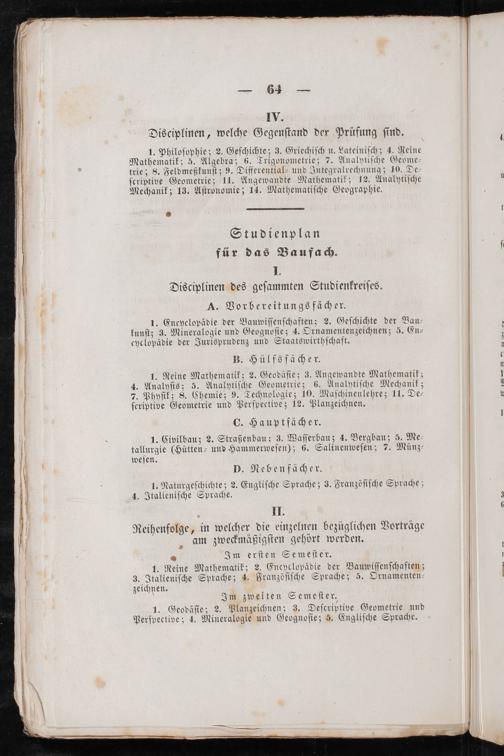 — 64 —
IV.
Disciplinen, welche Gegenstand der Prüfung sind.
1. Philosophie; 2. Geschichte; 3. Griechisch u. Lateinisch; 4. Reine
Mathematik; 5. Algebra; 6. Trigonometrie; 7. Analytische Geome-
trie; 8. Feldmeßkunst; 9. Differential- und Integralrechnung; 10. De-
scriptive Geometrie; 11. Angewandte Mathematik; 12. Analytische
Mechanik; 13. Astronomie; 14. Mathematische Geographie.
Studienplan
für das Baufach.
I.
Disciplinen des gesammten Studienkreises.
A. Vorbereitungsfächer.
1. Encyclopädie der Bauwissenschaften; 2. Geschichte der Bau-
kunst; 3. Mineralogie und Geognosie; 4. Ornamentenzeichnen; 5. En-
cyclopädie der Jurisprudenz und Staatswirthschaft.
B. Hülfsfächer.
1. Reine Mathematik; 2. Geodäsie; 3. Angewandte Mathematik;
4. Analysis; 5. Analytische Geometrie; 6. Analytische Mechanik;
7. Physik; 8. Chemie; 9. Technologie; 10. Maschinenlehre; 11. De-
scriptive Geometrie und Perspective; 12. Planzeichnen.
C. Hauptfächer.
1. Civilbau; 2. Straßenbau; 3. Wasserbau; 4. Bergbau; 5. Me-
tallurgie (Hütten- und Hammerwesen); 6. Salinenwesen; 7. Münz-
wesen.
D. Nebenfächer.
1. Naturgeschichte; 2. Englische Sprache; 3. Französische Sprache;
4. Italienische Sprache.
II.
Reihenfolge, in welcher die einzelnen bezüglichen Vorträge
am zweckmäßigsten gehört werden.
Im ersten Semester.
1. Reine Mathematik; 2. Encyclopädie der Bauwissenschaften;
3. Italienische Sprache; 4. Französische Sprache; 5. Ornamenten-
zeichnen.
Im zweiten Semester.
1. Geodäsie; 2. Planzeichnen; 3. Descriptive Geometrie und
Perspective; 4. Mineralogie und Geognosie; 5. Englische Sprache.